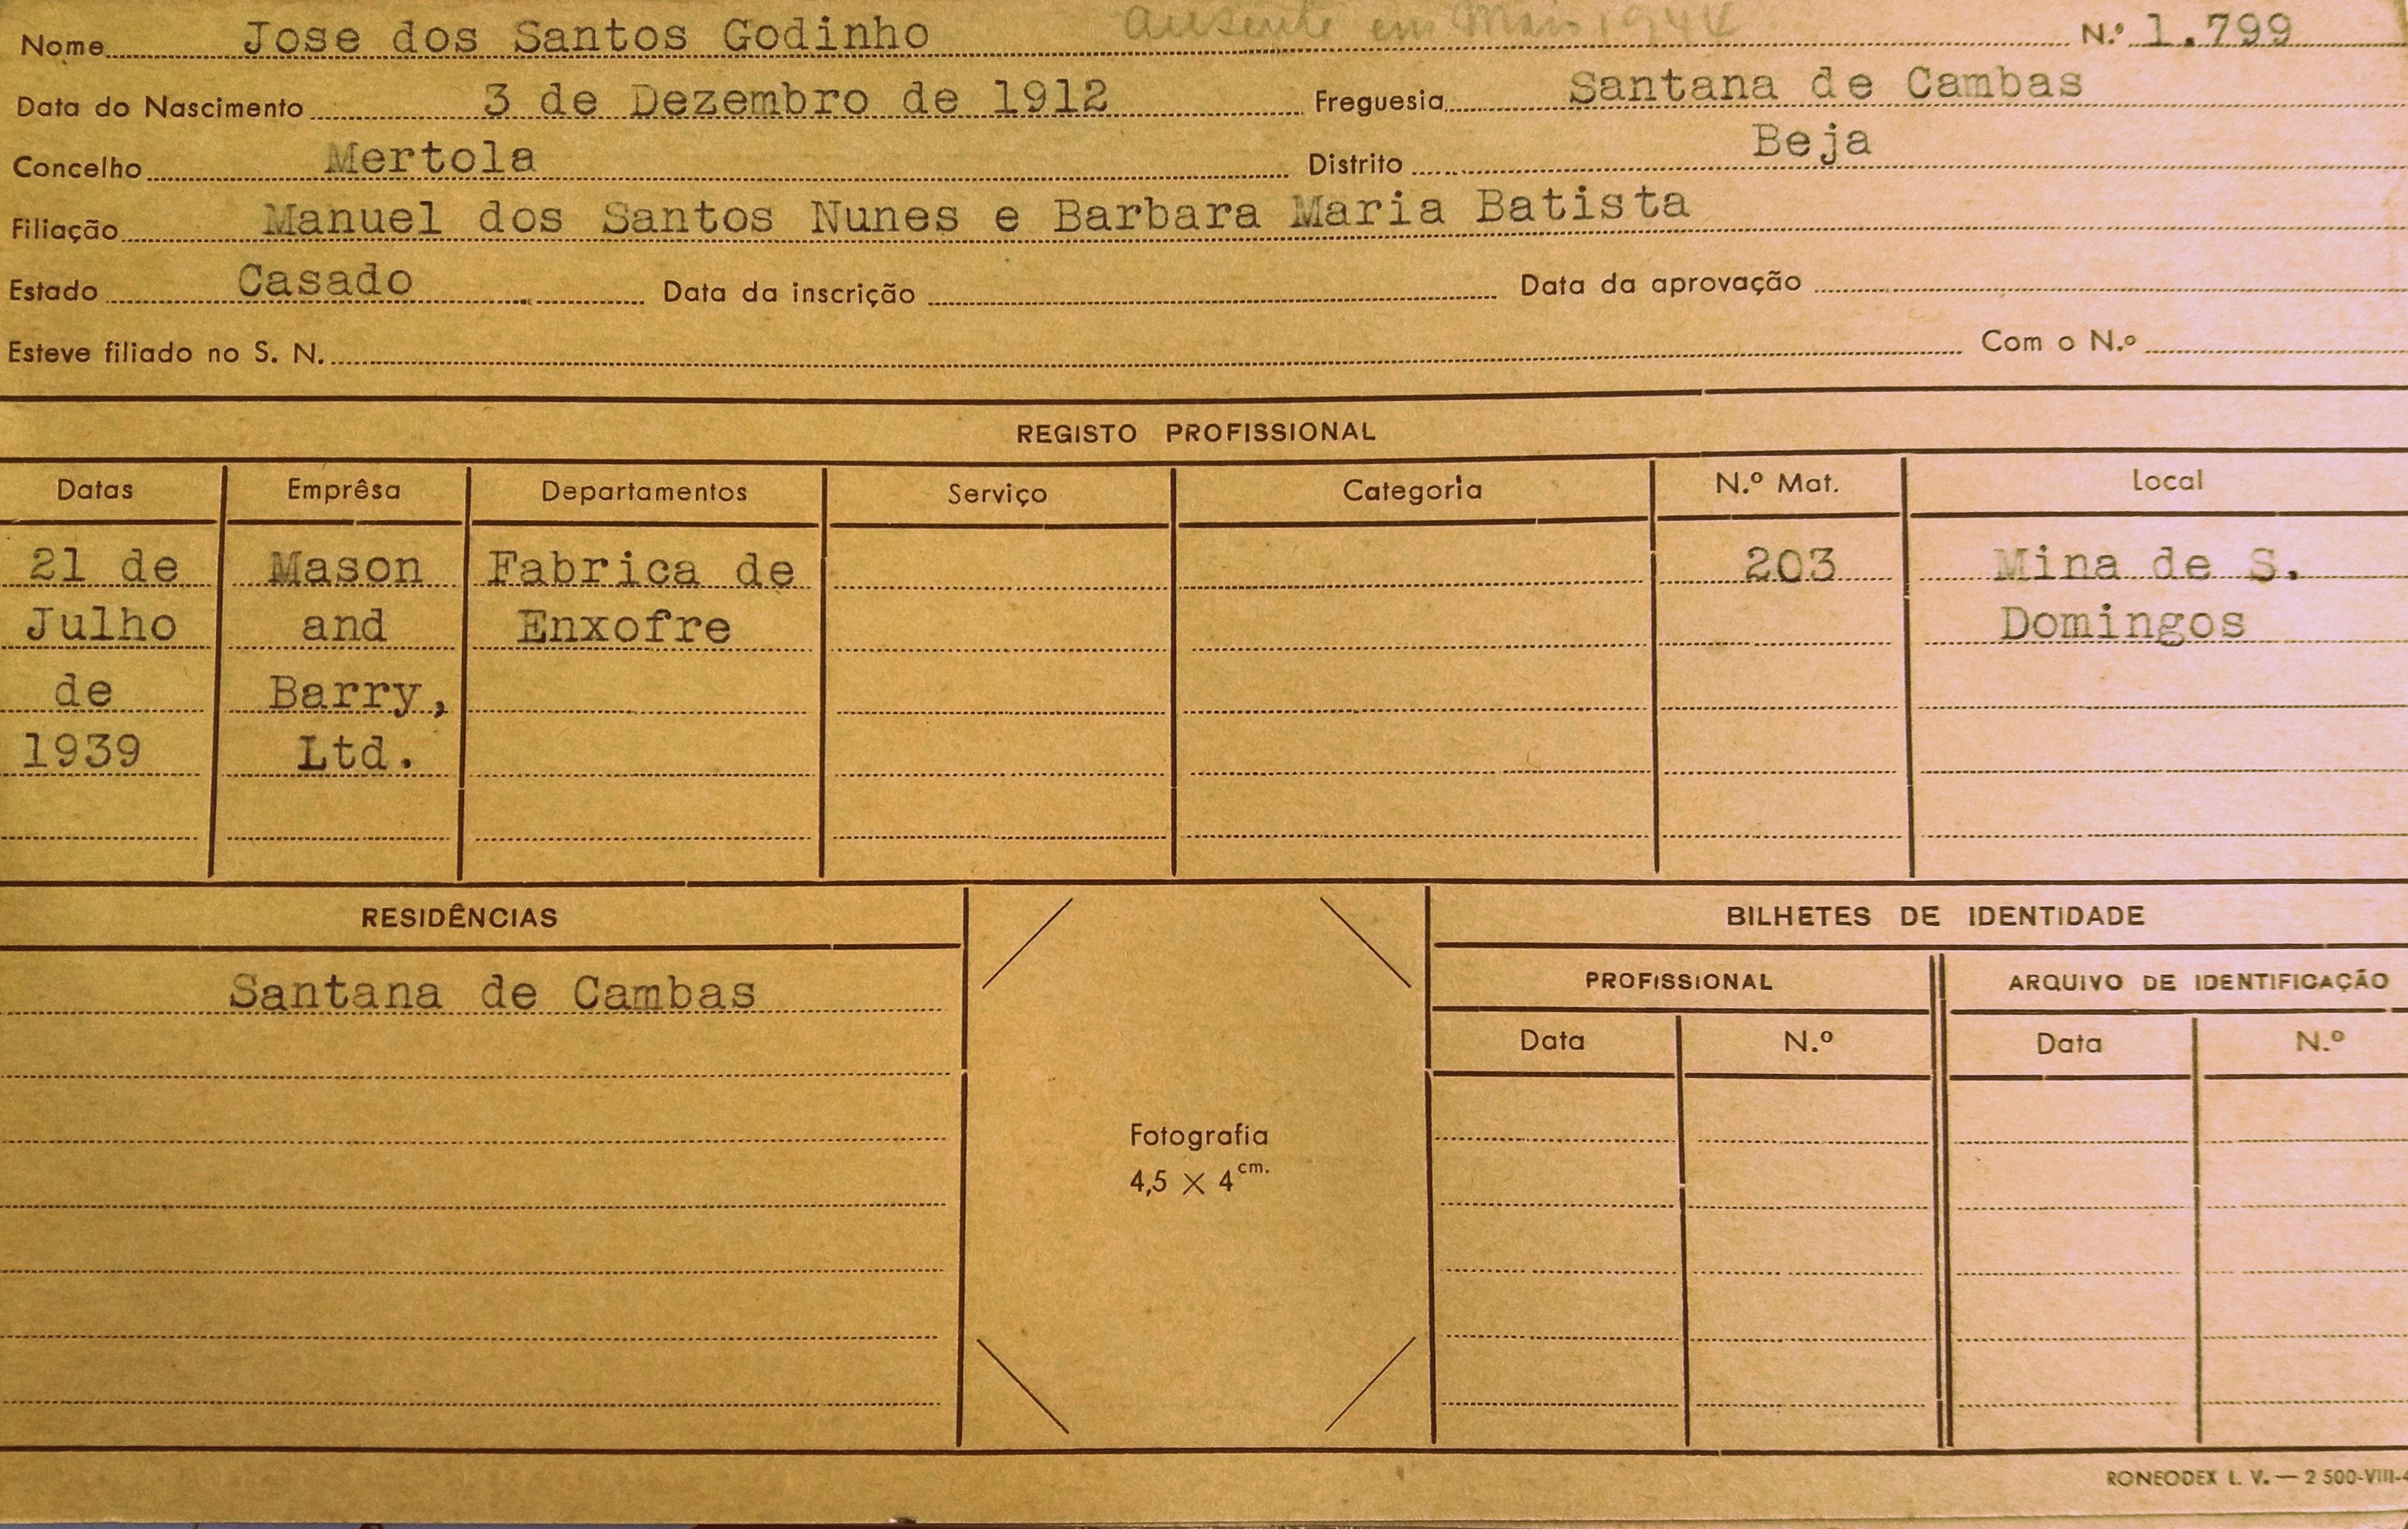 Nome Jose dos Santos Godinho Ausente em Maio 1944 N.º 1.799
Data do Nascimento 3 de Dezembro de 1912 Freguesia Santana de Cambas
Concelho Mertola Distrito Beja
Filiação Manuel dos Santos Nunes e Barbara Maria Batista
Estado Casado Data da inscrição Data da aprovação
Esteve filiado no S. N. Com o N.º
REGISTO PROFISSIONAL
Datas Emprêsa Departamentos Serviço Categoria N.º Mat. Local
21 de Mason Fabrica de 203 Mina de S.
Julho and Enxofre Domingos
de Barry,
1939 Ltd.
RESIDÊNCIAS BILHETES DE IDENTIDADE
Santana de Cambas PROFISSIONAL ARQUIVO DE IDENTIFICAÇÃO
Data N.º Data N.º
Fotografia
4,5 × 4 cm.
RONEODEX L. V. — 2 500-VIII-4